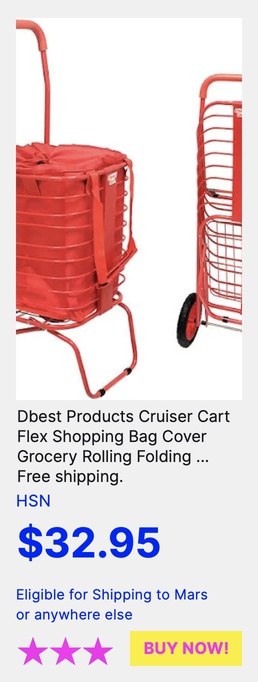 Dbest Products Cruiser Cart
Flex Shopping Bag Cover
Grocery Rolling Folding ...
Free shipping.
HSN
$32.95
Eligible for Shipping to Mars
or anywhere else
BUY NOW!